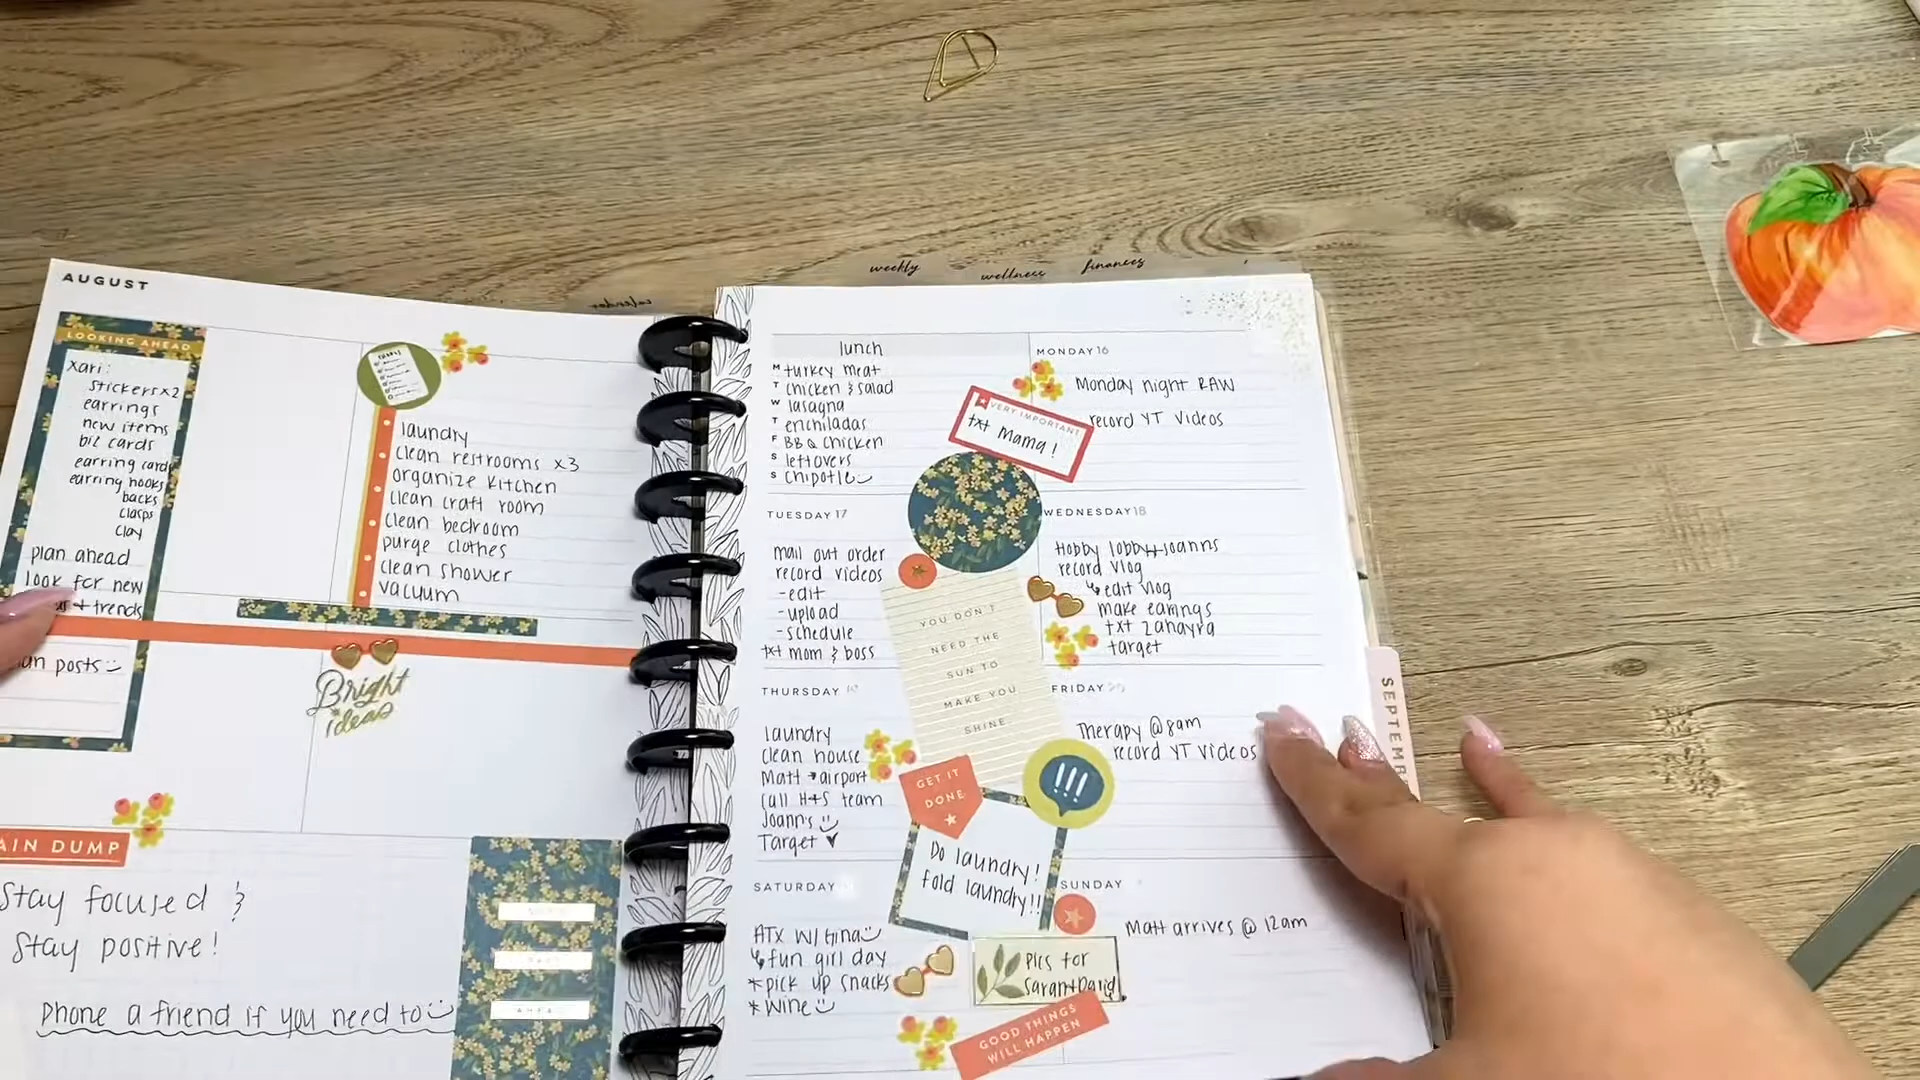 AUGUST
LOOKING AHEAD
xari:
stickers x2
earrings
new items
biz cards
earring cards
earring hooks
backs
clasps
clay
plan ahead
look for new
+ trends
posts
laundry
clean restrooms x3
organize kitchen
clean craft room
clean bedroom
purge clothes
clean shower
vacuum
Bright
ideas
AIN DUMP
Stay focused &
Stay positive!
Phone a friend if you need to
AHEAD
calendar
weekly
wellness
finances
lunch
M turkey meat
T chicken & salad
W lasagna
T enchiladas
F BBQ chicken
S leftovers
S chipotle
MONDAY 16
Monday night RAW
record YT videos
VERY IMPORTANT
txt mama!
TUESDAY 17
mail out order
record videos
-edit
-upload
-schedule
txt mom & boss
WEDNESDAY 18
Hobby lobby + Joanns
record vlog
↳ edit vlog
make earrings
txt Zanayra
target
YOU DON'T
NEED THE
SUN TO
MAKE YOU
SHINE
THURSDAY
laundry
clean house
Matt → airport
call H+S team
Joann's
Target ♥
FRIDAY
Therapy @ 8am
record YT videos
GET IT
DONE
!!!
Do laundry!
fold laundry!!
SATURDAY
ATX w/ Gina
↳ fun girl day
*pick up snacks
*wine
SUNDAY
Matt arrives @ 12am
Pics for
Sarah+David
GOOD THINGS
WILL HAPPEN
SEPTEMB